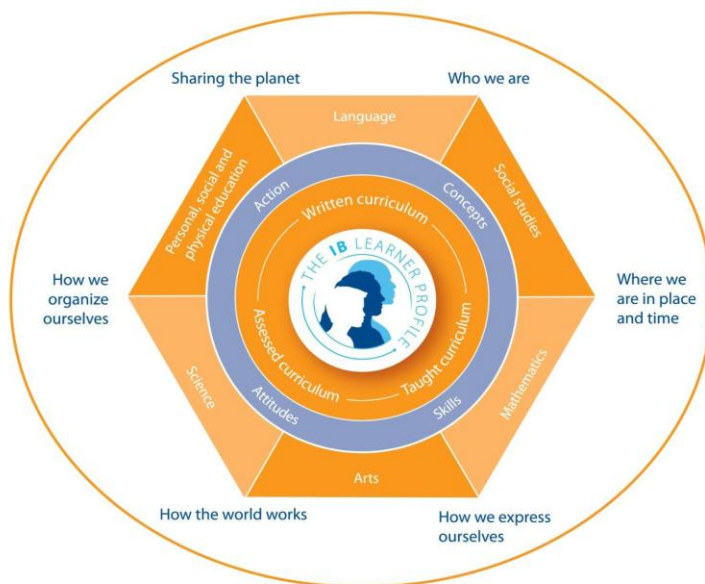 Sharing the planet
Who we are
Language
Personal, social and
physical education
Social studies
Action
Concepts
Written curriculum
THE IB LEARNER PROFILE
How we
organize
ourselves
Where we
are in place
and time
Assessed curriculum
Taught curriculum
Science
Mathematics
Attitudes
Skills
Arts
How the world works
How we express
ourselves